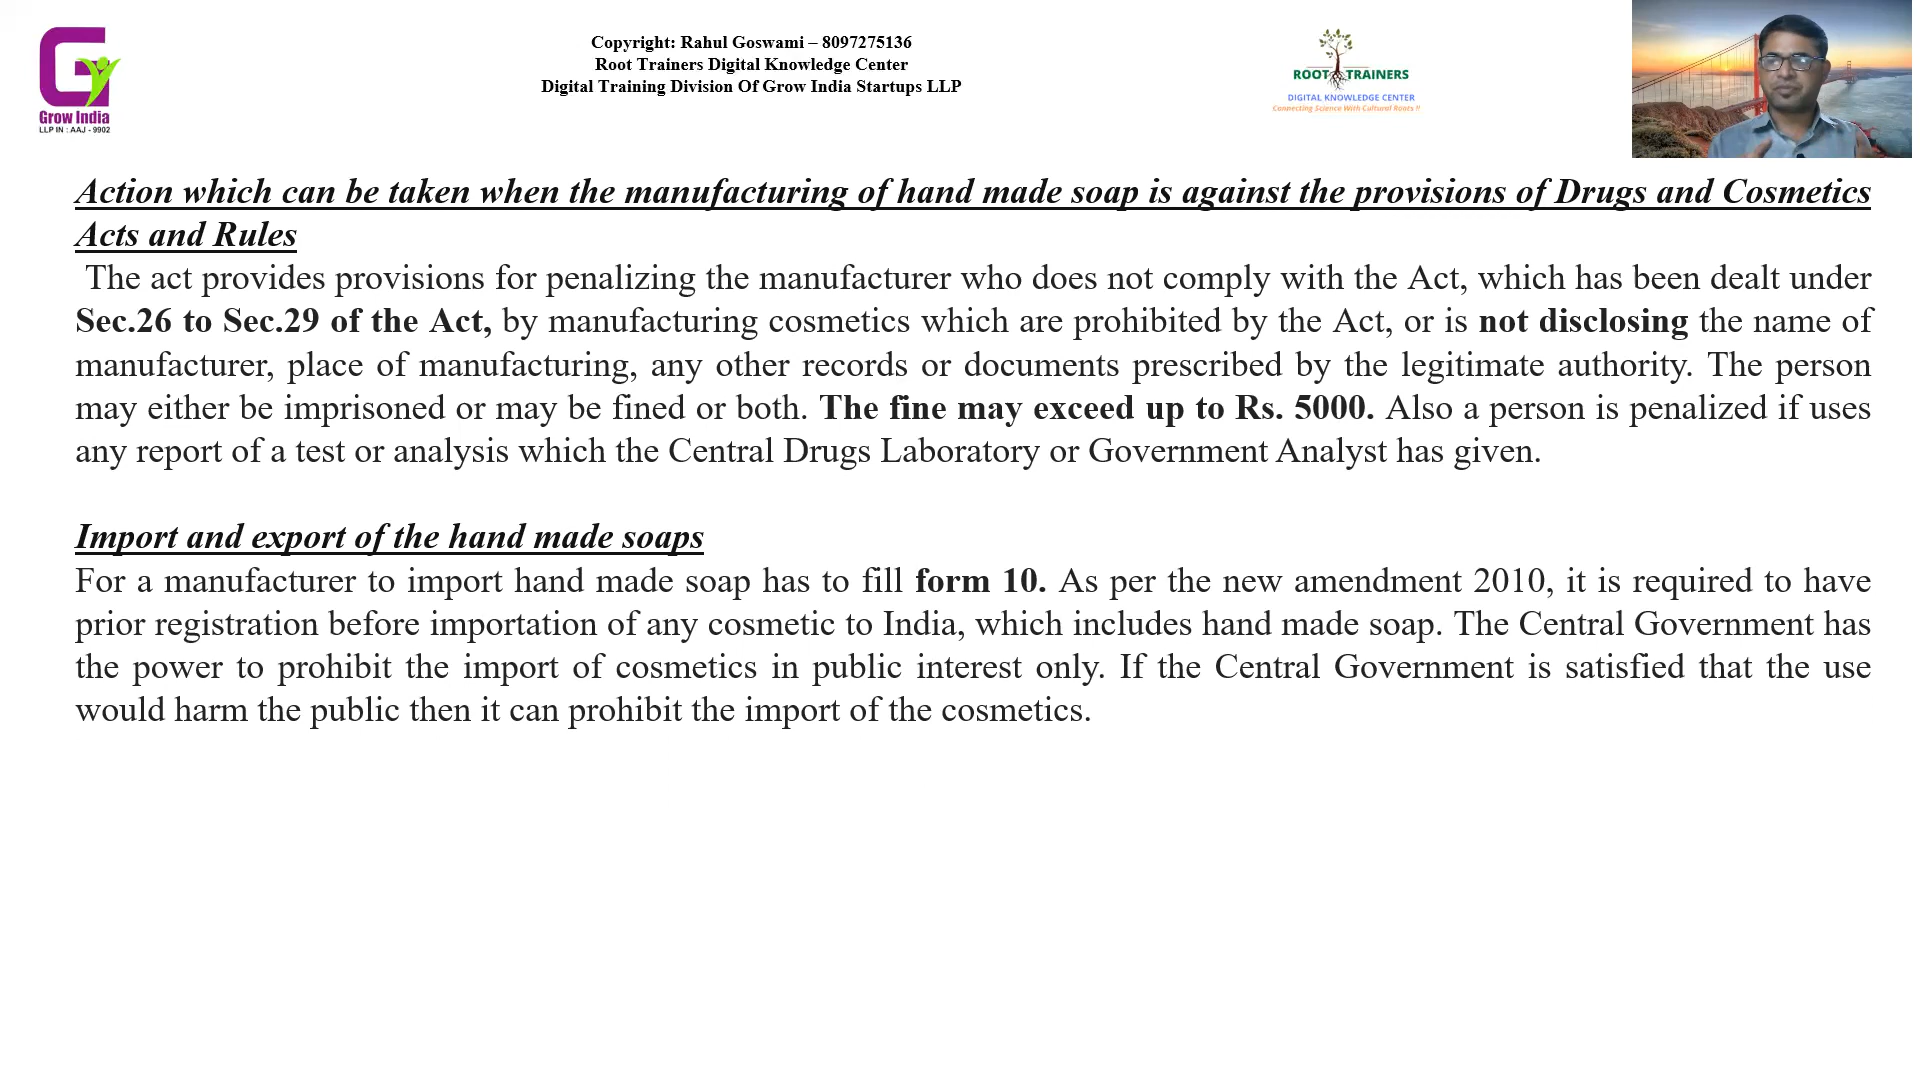 Grow India
LLP IN : AAJ - 9902
Copyright: Rahul Goswami – 8097275136
Root Trainers Digital Knowledge Center
Digital Training Division Of Grow India Startups LLP
ROOT TRAINERS
DIGITAL KNOWLEDGE CENTER
Connecting Science With Cultural Roots !!
Action which can be taken when the manufacturing of hand made soap is against the provisions of Drugs and Cosmetics
Acts and Rules
The act provides provisions for penalizing the manufacturer who does not comply with the Act, which has been dealt under
Sec.26 to Sec.29 of the Act, by manufacturing cosmetics which are prohibited by the Act, or is not disclosing the name of
manufacturer, place of manufacturing, any other records or documents prescribed by the legitimate authority. The person
may either be imprisoned or may be fined or both. The fine may exceed up to Rs. 5000. Also a person is penalized if uses
any report of a test or analysis which the Central Drugs Laboratory or Government Analyst has given.
Import and export of the hand made soaps
For a manufacturer to import hand made soap has to fill form 10. As per the new amendment 2010, it is required to have
prior registration before importation of any cosmetic to India, which includes hand made soap. The Central Government has
the power to prohibit the import of cosmetics in public interest only. If the Central Government is satisfied that the use
would harm the public then it can prohibit the import of the cosmetics.